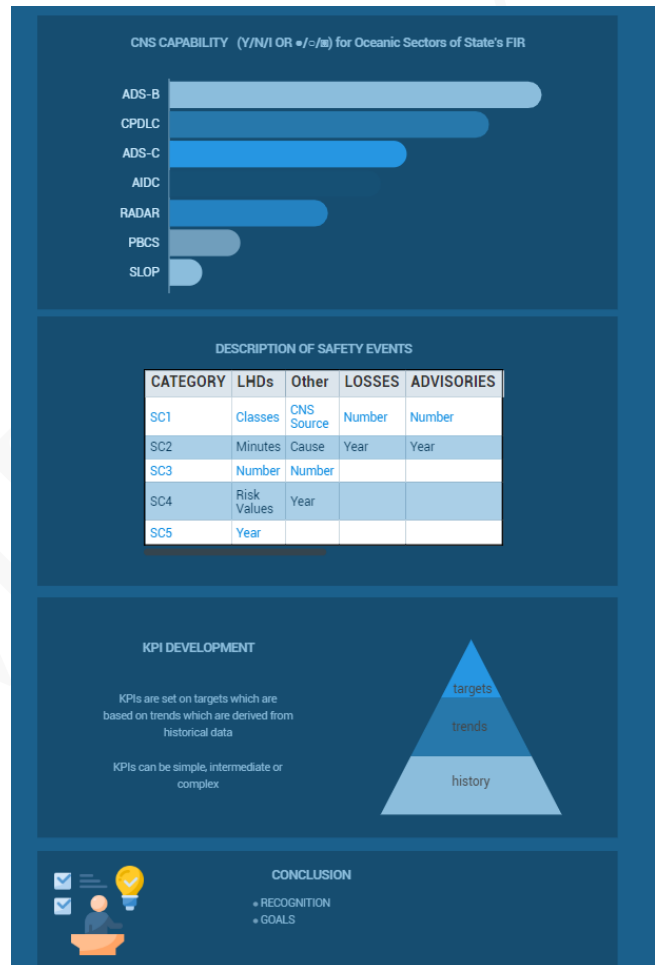 CNS CAPABILITY (Y/N/I OR ●/○/◙) for Oceanic Sectors of State's FIR
ADS-B
CPDLC
ADS-C
AIDC
RADAR
PBCS
SLOP
DESCRIPTION OF SAFETY EVENTS
CATEGORY LHDs Other LOSSES ADVISORIES
SC1 Classes CNS Source Number Number
SC2 Minutes Cause Year Year
SC3 Number Number
SC4 Risk Values Year
SC5 Year
KPI DEVELOPMENT
KPIs are set on targets which are
based on trends which are derived from
historical data
KPIs can be simple, intermediate or
complex
targets
trends
history
CONCLUSION
● RECOGNITION
● GOALS